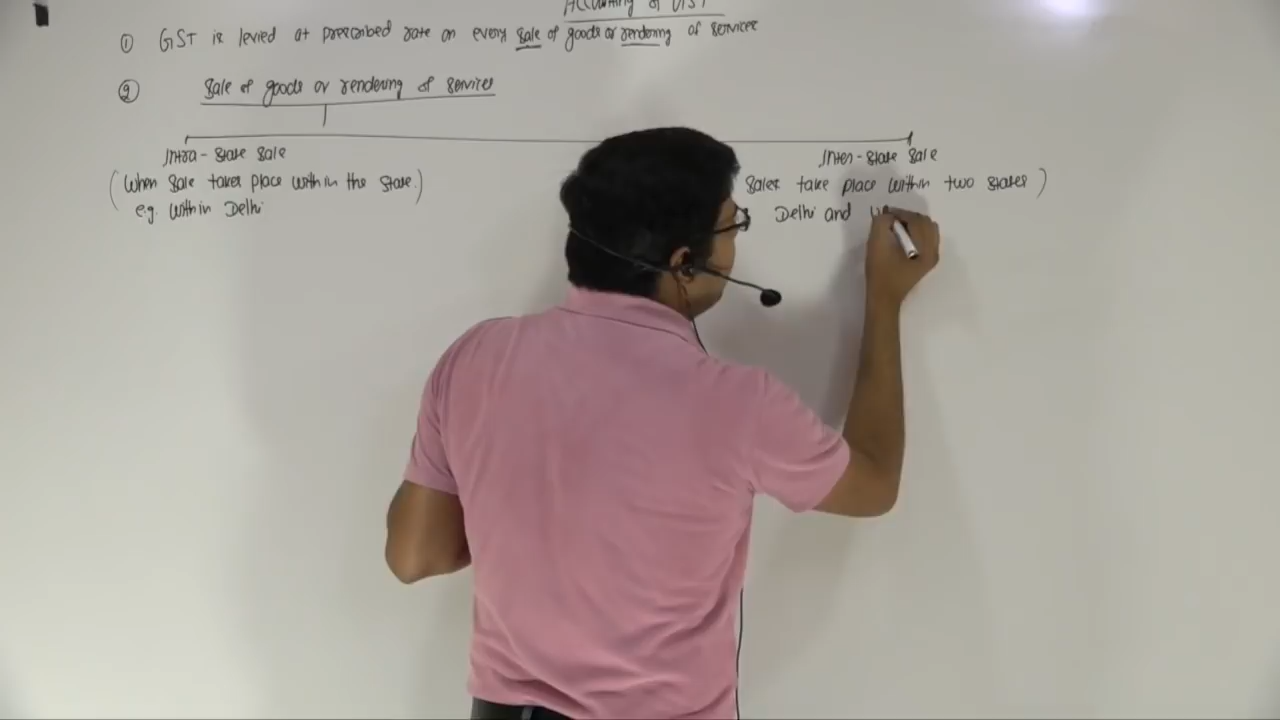 Accounting of GST
① GST is levied at prescribed rate on every sale of goods or rendering of services
② Sale of goods or rendering of services
Intra-State Sale
(When sale takes place within the state.)
e.g. within Delhi
Inter-State Sale
Sales take place within two states)
Delhi and